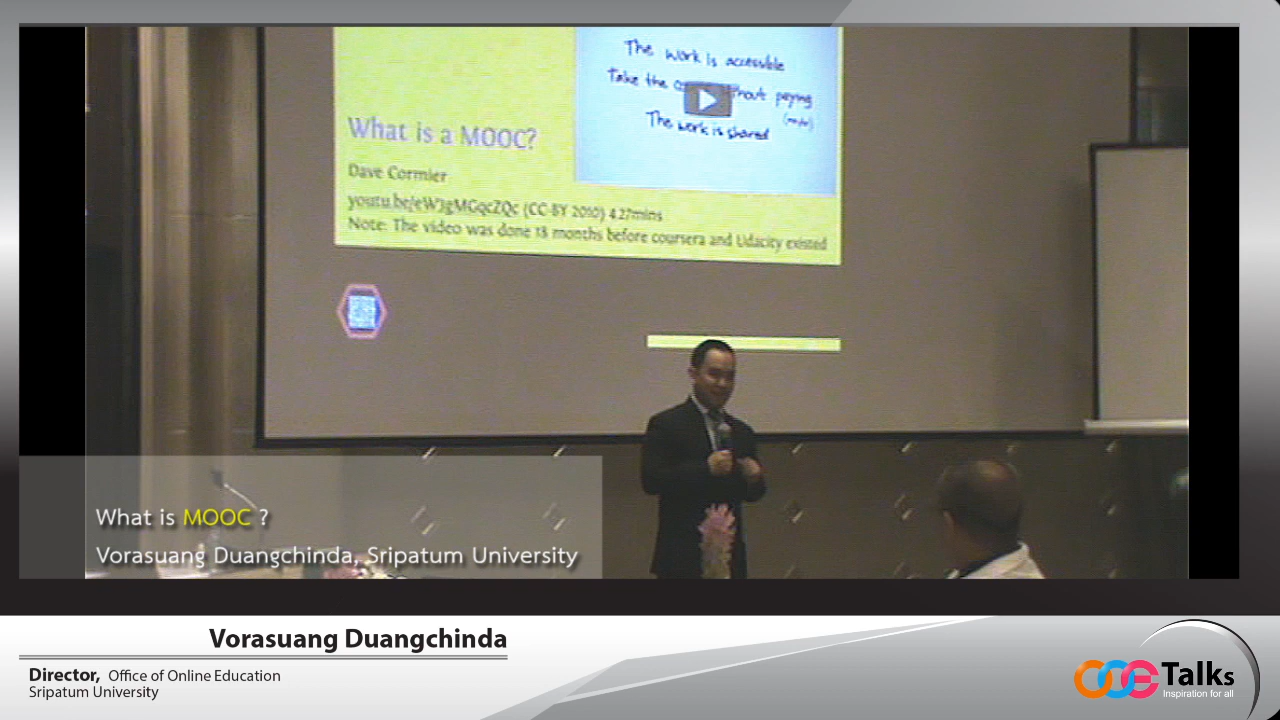 The work is accessible
Take the
without paying
The work is shared
What is a MOOC?
Dave Cormier
youtu.be/eW3gMGqcZQc (CC-BY 2010) 4.27mins
Note: The video was done 18 months before coursera and Udacity existed
What is MOOC ?
Vorasuang Duangchinda, Sripatum University
Vorasuang Duangchinda
Director, Office of Online Education
Sripatum University
OOE Talks
Inspiration for all